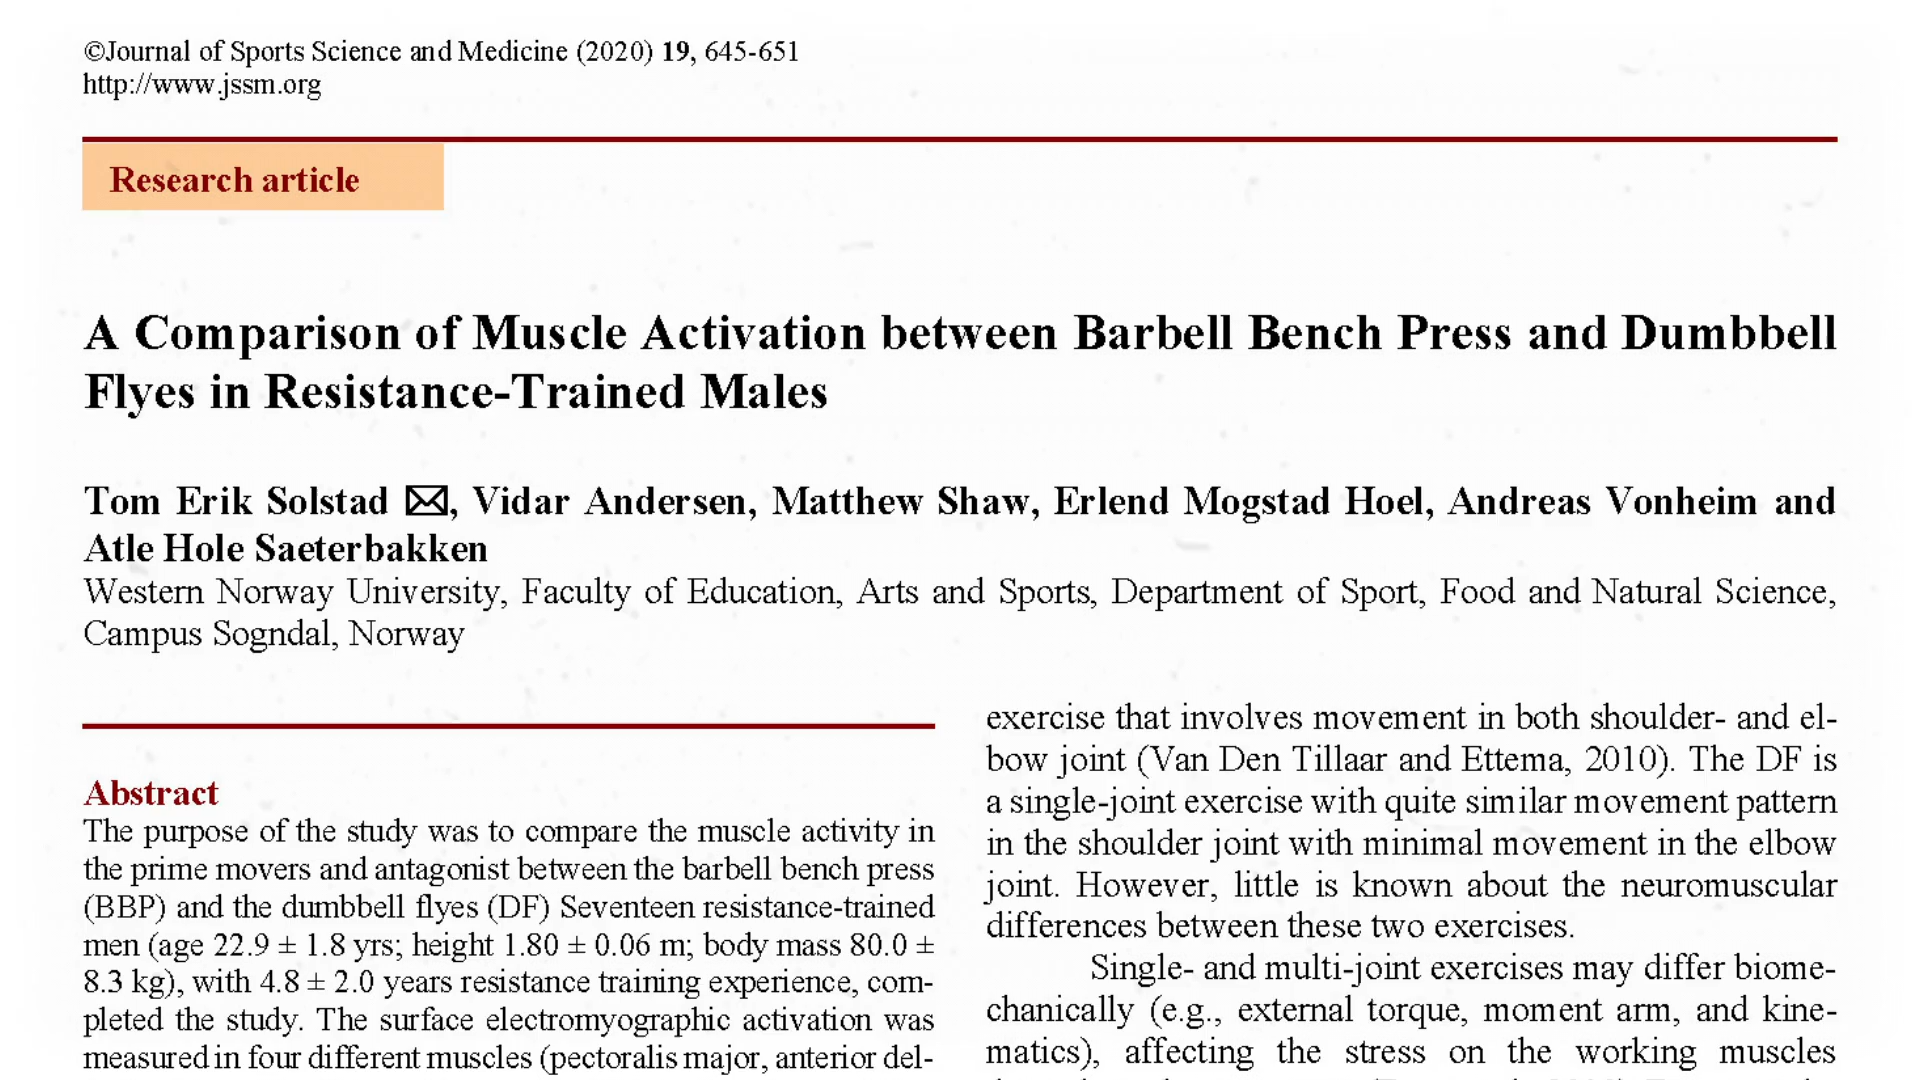 ©Journal of Sports Science and Medicine (2020) 19, 645-651
http://www.jssm.org
Research article
A Comparison of Muscle Activation between Barbell Bench Press and Dumbbell
Flyes in Resistance-Trained Males
Tom Erik Solstad ✉, Vidar Andersen, Matthew Shaw, Erlend Mogstad Hoel, Andreas Vonheim and
Atle Hole Saeterbakken
Western Norway University, Faculty of Education, Arts and Sports, Department of Sport, Food and Natural Science,
Campus Sogndal, Norway
Abstract
The purpose of the study was to compare the muscle activity in
the prime movers and antagonist between the barbell bench press
(BBP) and the dumbbell flyes (DF) Seventeen resistance-trained
men (age 22.9 ± 1.8 yrs; height 1.80 ± 0.06 m; body mass 80.0 ±
8.3 kg), with 4.8 ± 2.0 years resistance training experience, com-
pleted the study. The surface electromyographic activation was
measured in four different muscles (pectoralis major, anterior del-
exercise that involves movement in both shoulder- and el-
bow joint (Van Den Tillaar and Ettema, 2010). The DF is
a single-joint exercise with quite similar movement pattern
in the shoulder joint with minimal movement in the elbow
joint. However, little is known about the neuromuscular
differences between these two exercises.
Single- and multi-joint exercises may differ biome-
chanically (e.g., external torque, moment arm, and kine-
matics), affecting the stress on the working muscles